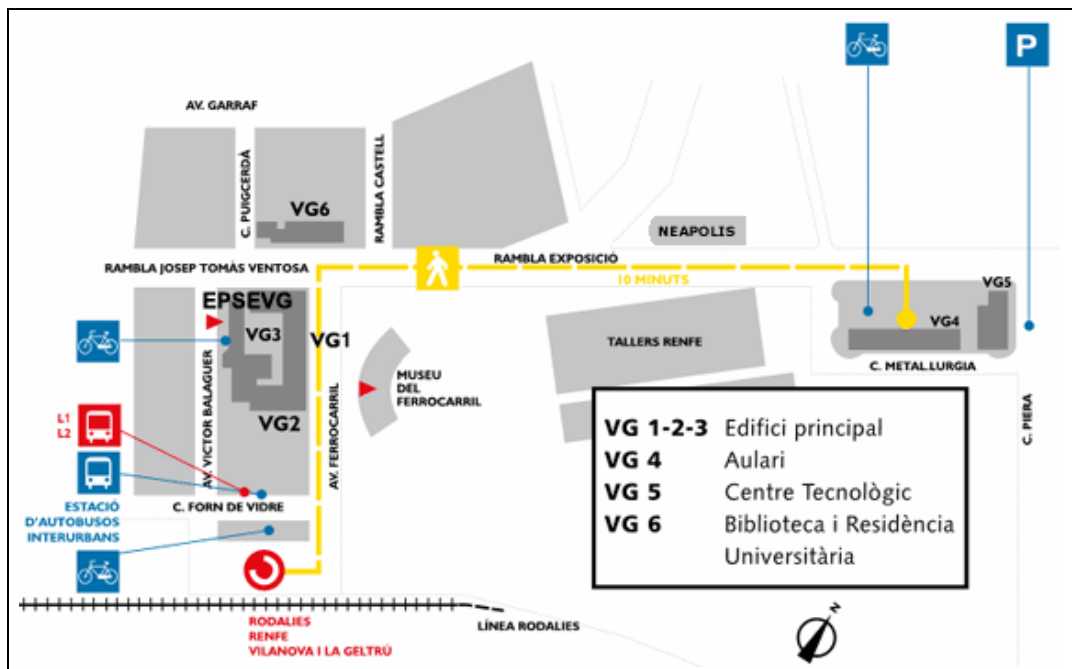 P
AV. GARRAF
C. PUIGCERDÀ
RAMBLA CASTELL
VG6
NEAPOLIS
RAMBLA JOSEP TOMÀS VENTOSA
RAMBLA EXPOSICIÓ
10 MINUTS
EPSEVG
VG3
VG1
VG2
VG5
VG4
TALLERS RENFE
C. METAL.LURGIA
MUSEU
DEL
FERROCARRIL
AV. VICTOR BALAGUER
AV. FERROCARRIL
C. PIERA
L1
L2
ESTACIÓ
D'AUTOBUSOS
INTERURBANS
C. FORN DE VIDRE
VG 1-2-3 Edifici principal
VG 4 Aulari
VG 5 Centre Tecnològic
VG 6 Biblioteca i Residència
Universitària
N
RODALIES
RENFE
VILANOVA I LA GELTRÚ
LÍNEA RODALIES